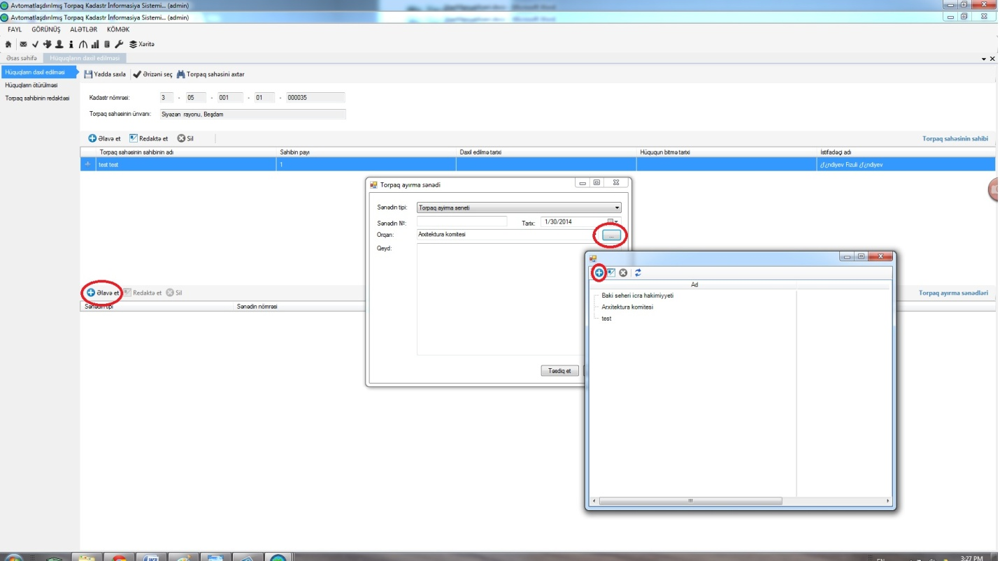 Avtomatlaşdırılmış Torpaq Kadastr İnformasiya Sistemi... (admin)
Avtomatlaşdırılmış Torpaq Kadastr İnformasiya Sistemi... (admin)
FAYL GÖRÜNÜŞ ALƏTLƏR KÖMƏK
Xəritə
Əsas səhifə Hüquqların daxil edilməsi
Hüquqların daxil edilməsi
Hüquqların ötürülməsi
Torpaq sahibinin redaktəsi
Yadda saxla Ərizəni seç Torpaq sahəsini axtar
Kadastr nömrəsi: 3 - 05 - 001 - 01 - 000035
Torpaq sahəsinin ünvanı: Siyəzən rayonu, Beşdam
Əlavə et Redaktə et Sil Torpaq sahəsinin sahibi
Torpaq sahəsinin sahibinin adı Sahibin payı Daxil edilmə tarixi Hüququn bitmə tarixi İstifadəçi adı
test test 1
Torpaq ayırma sənədi
Sənədin tipi: Torpaq ayirma seneti
Sənədin №: Tarix: 1/30/2014
Orqan: Arxitektura komitesi ...
Qeyd:
Təsdiq et
Ad
Baki seheri icra hakimiyyeti
Arxitektura komitesi
test
Əlavə et Redaktə et Sil Torpaq ayırma sənədləri
Sənədin tipi Sənədin nömrəsi
EN 3:27 PM